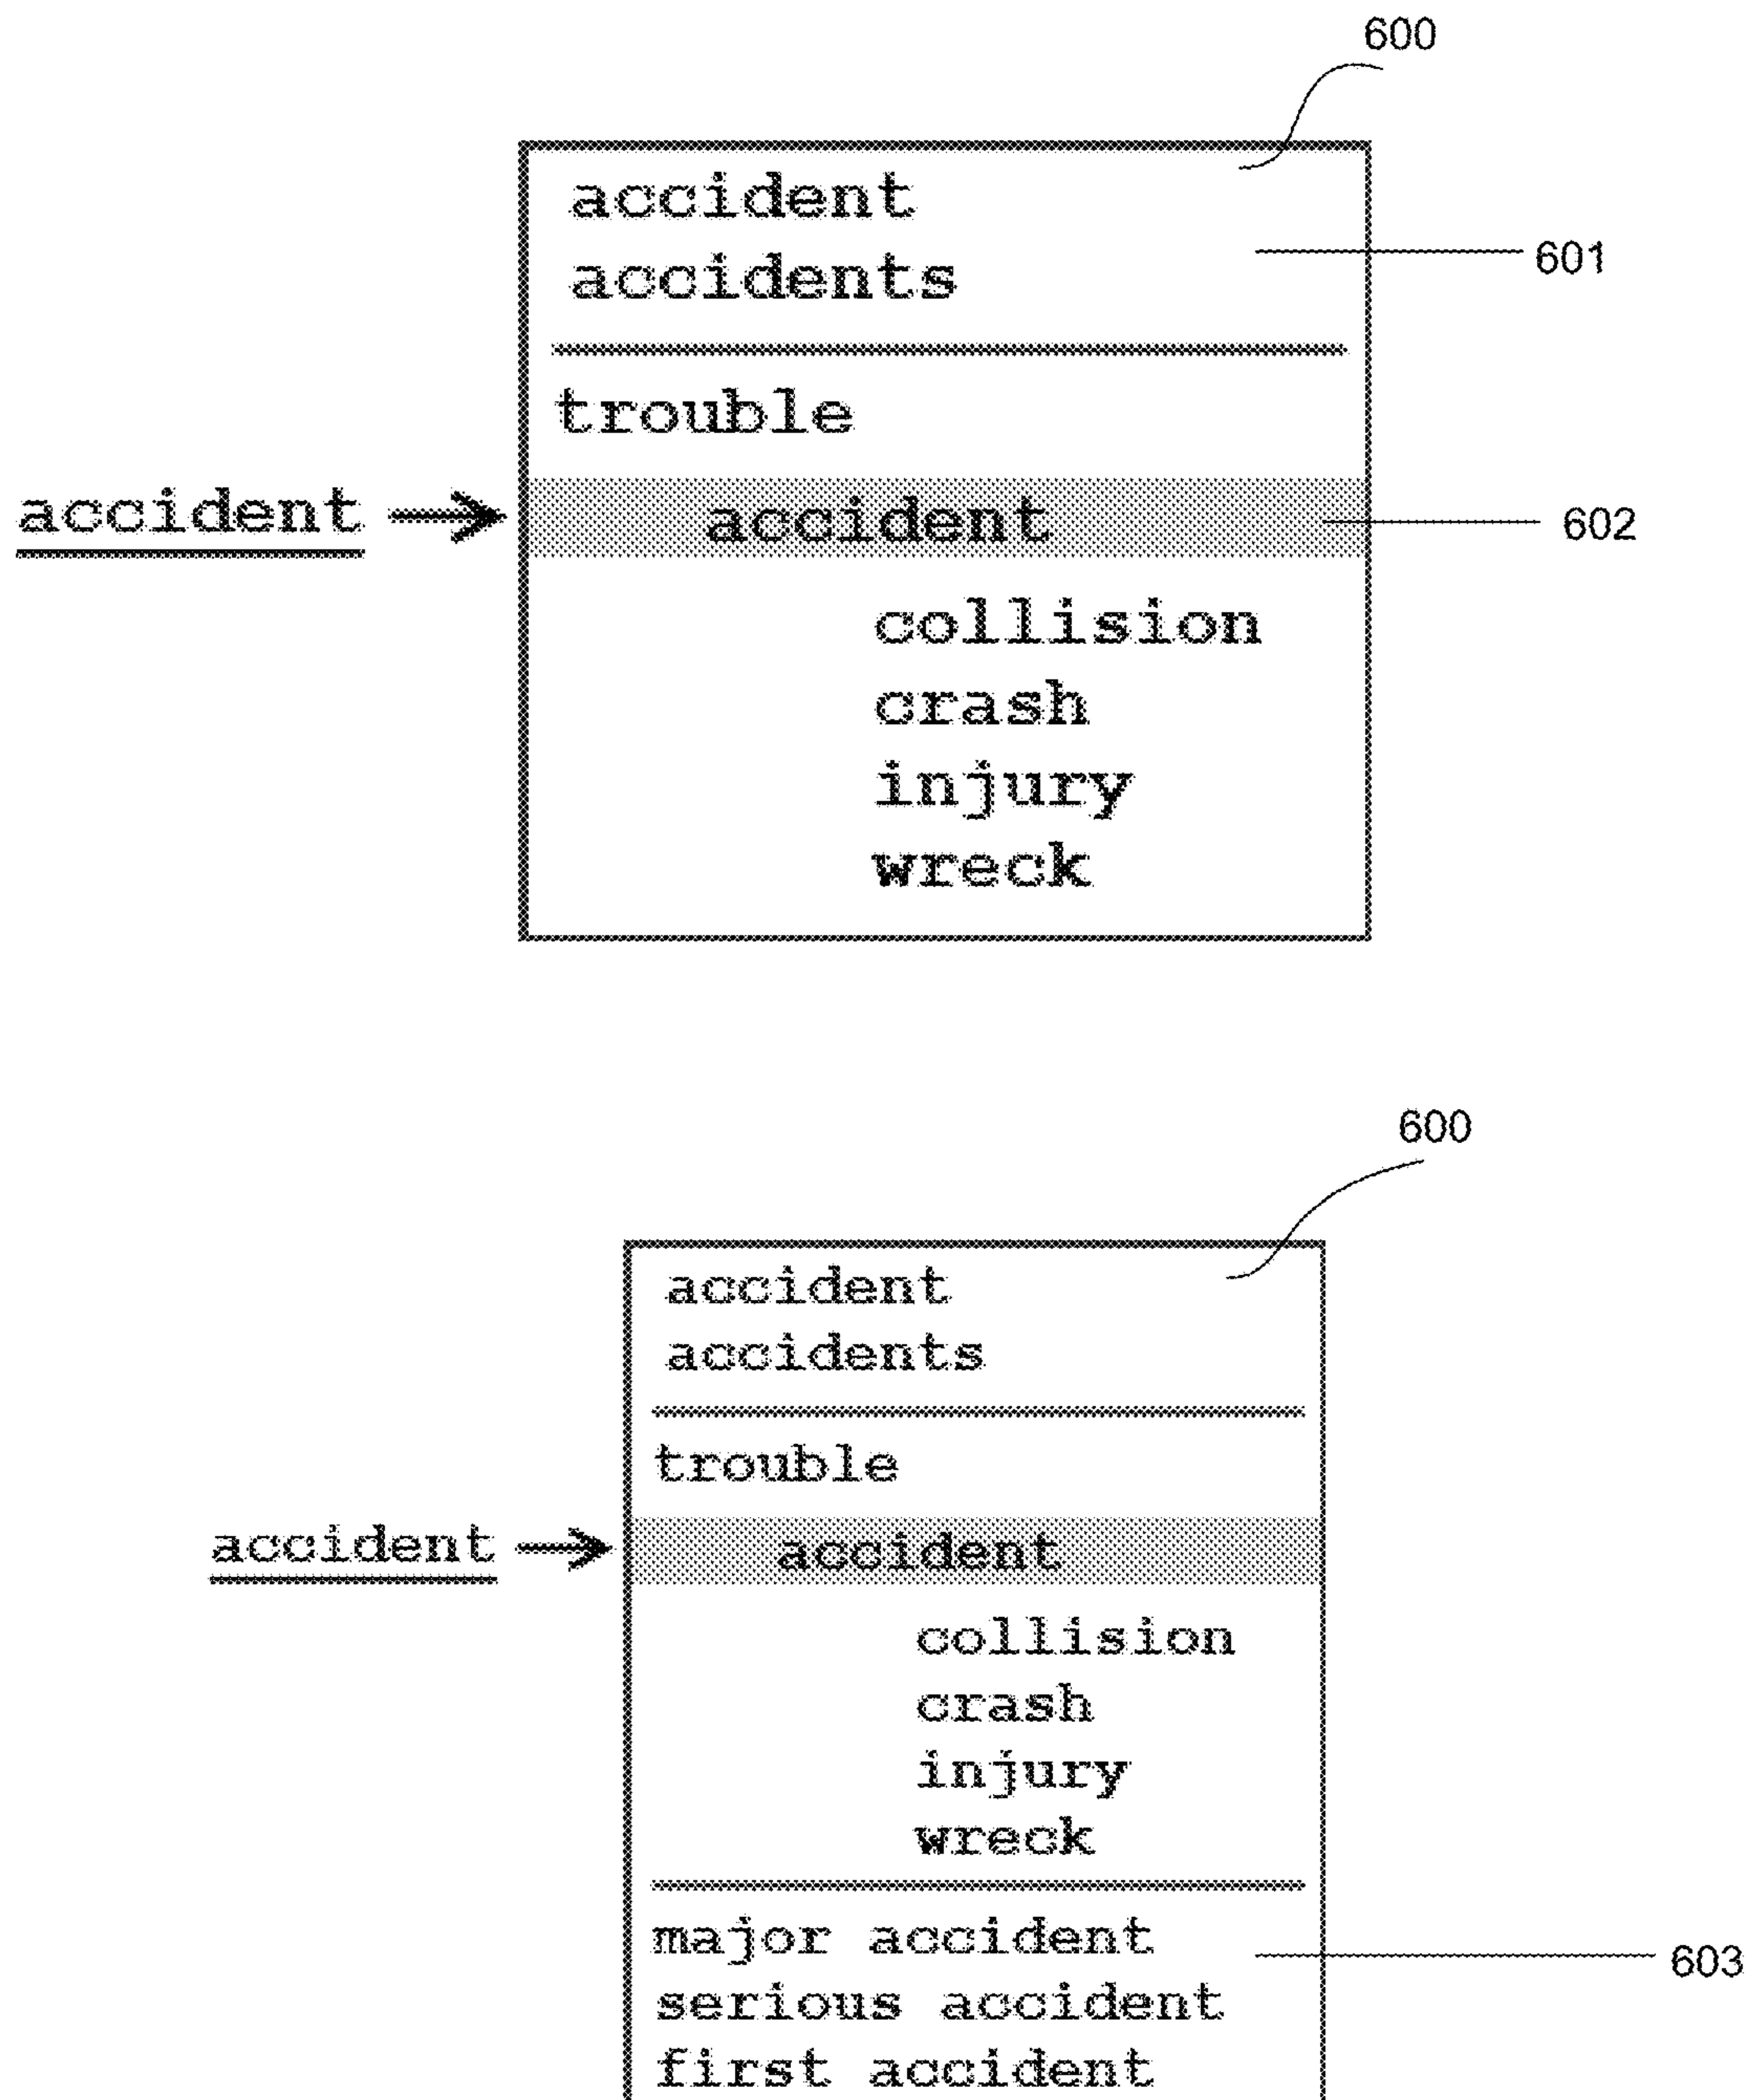 600
accident
accidents
601
trouble
accident
accident
602
collision
crash
injury
wreck
600
accident
accidents
trouble
accident
accident
collision
crash
injury
wreck
major accident
603
serious accident
first accident